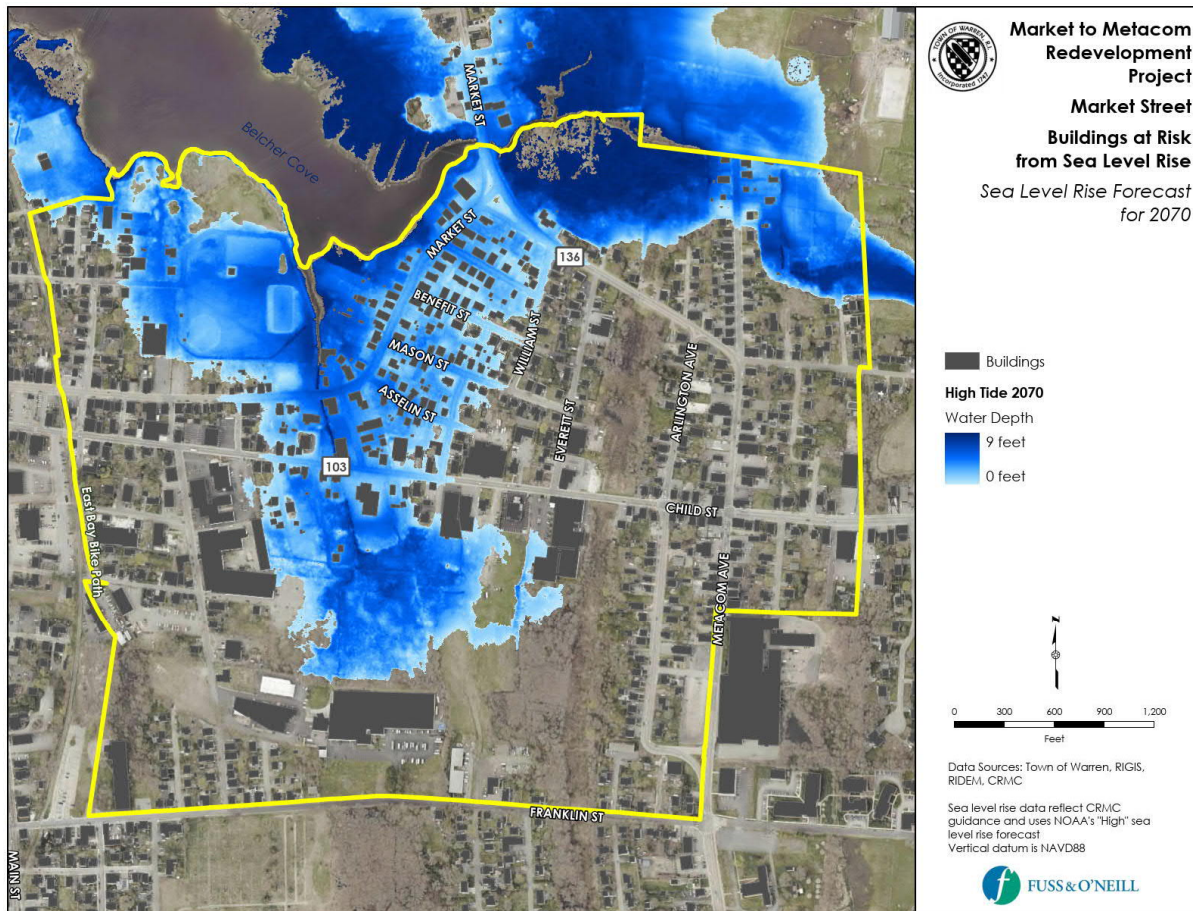 MARKET ST
Belcher Cove
MARKET ST
136
BENEFIT ST
WILLIAM ST
MASON ST
ASSELIN ST
ARLINGTON AVE
EVERETT ST
103
East Bay Bike Path
CHILD ST
METACOM AVE
FRANKLIN ST
MAIN ST
TOWN OF WARREN, R.I.
Incorporated 1747
Market to Metacom
Redevelopment
Project
Market Street
Buildings at Risk
from Sea Level Rise
Sea Level Rise Forecast
for 2070
Buildings
High Tide 2070
Water Depth
9 feet
0 feet
0 300 600 900 1,200
Feet
Data Sources: Town of Warren, RIGIS,
RIDEM, CRMC
Sea level rise data reflect CRMC
guidance and uses NOAA's "High" sea
level rise forecast
Vertical datum is NAVD88
FUSS & O'NEILL